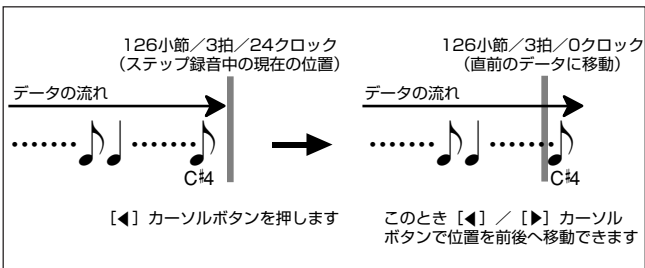 126小節／3拍／24クロック
（ステップ録音中の現在の位置）
データの流れ
C♯4
［◀］カーソルボタンを押します
126小節／3拍／0クロック
（直前のデータに移動）
データの流れ
C♯4
このとき［◀］／［▶］カーソル
ボタンで位置を前後へ移動できます